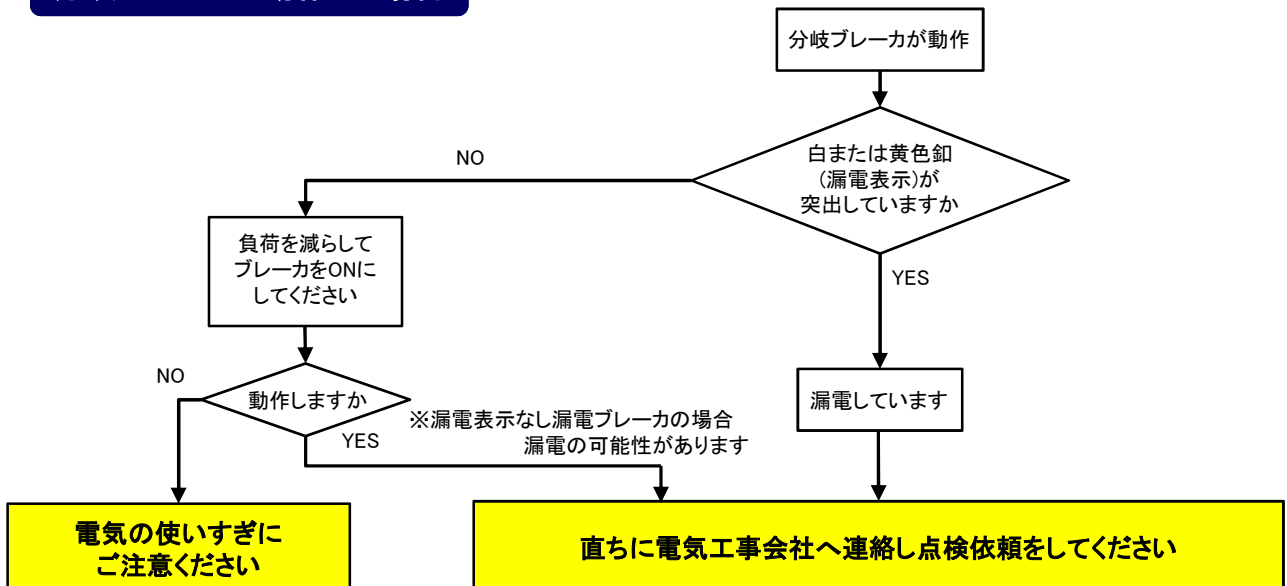 分岐ブレーカが動作
白または黄色釦
(漏電表示)が
突出していますか
NO
YES
負荷を減らして
ブレーカをONに
してください
漏電しています
NO
動作しますか
YES
※漏電表示なし漏電ブレーカの場合
漏電の可能性があります
電気の使いすぎに
ご注意ください
直ちに電気工事会社へ連絡し点検依頼をしてください